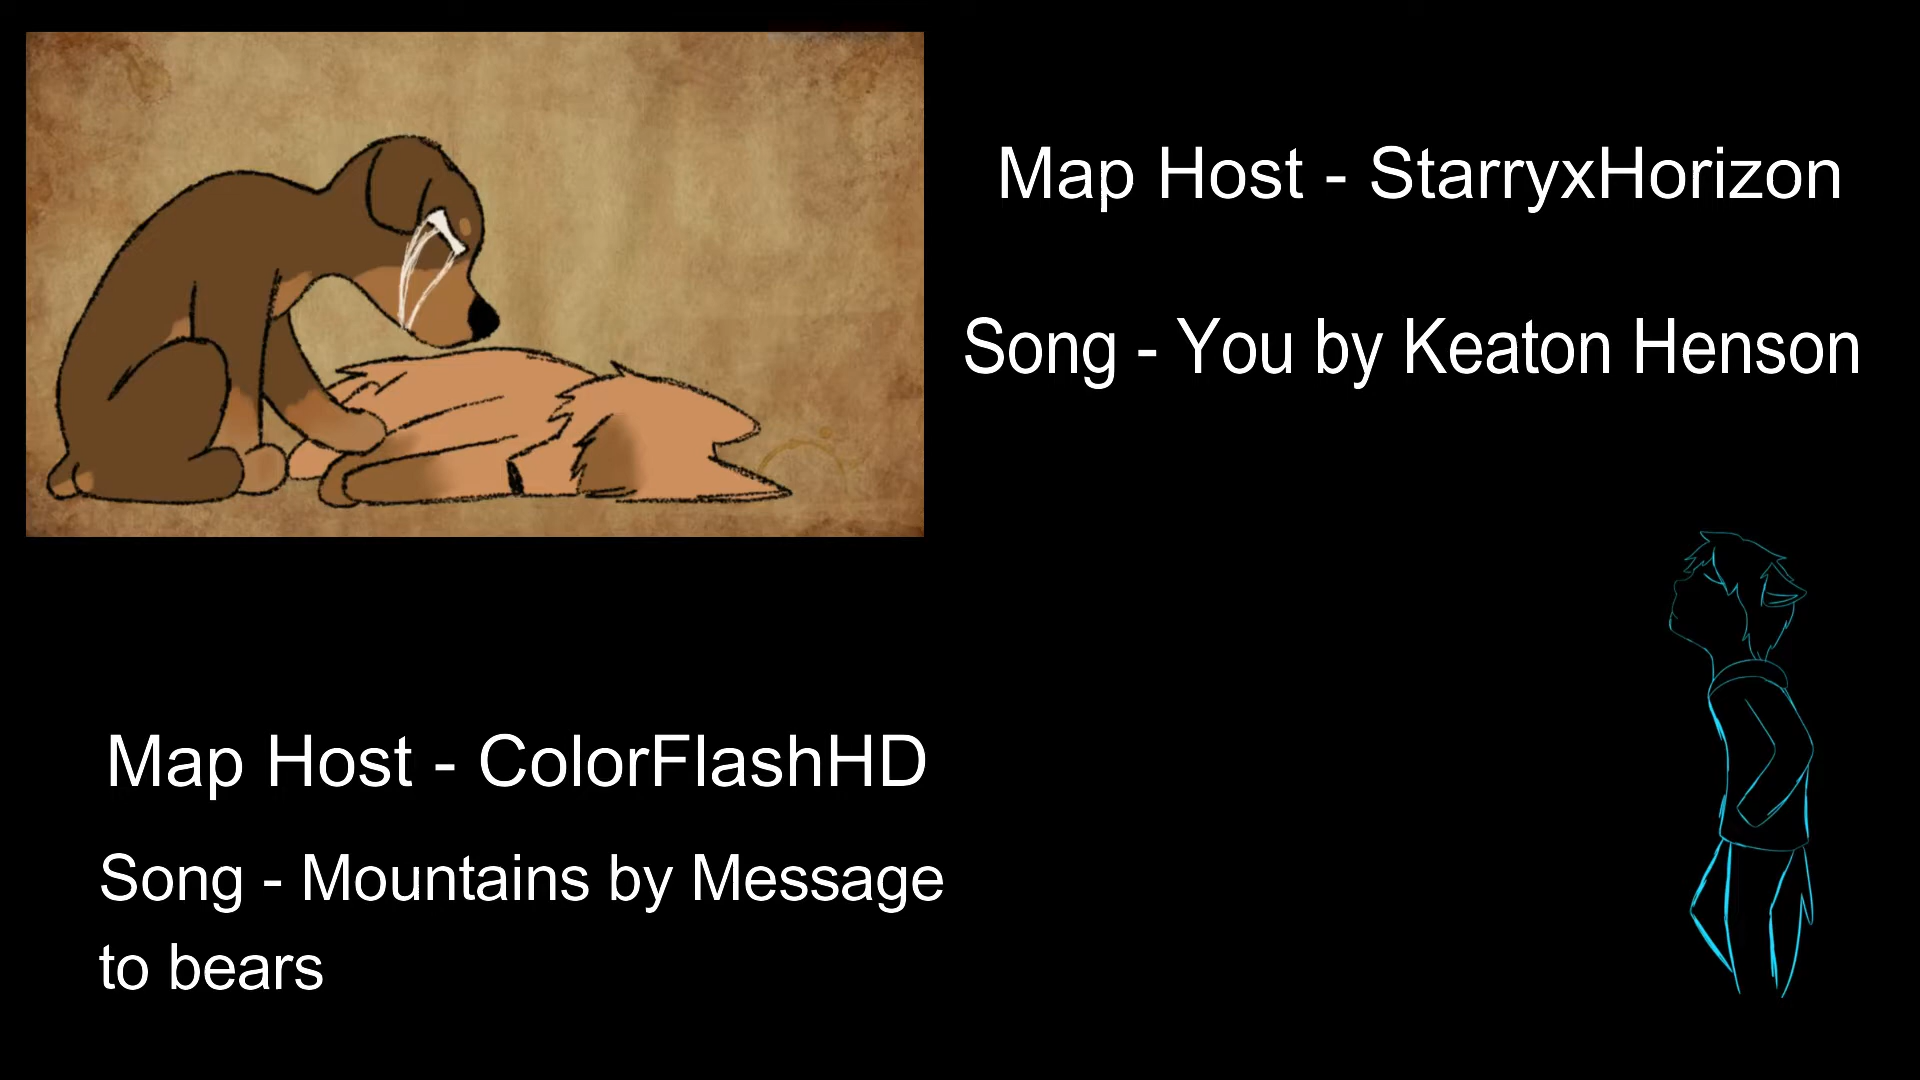 Map Host - StarryxHorizon
Song - You by Keaton Henson
Map Host - ColorFlashHD
Song - Mountains by Message
to bears